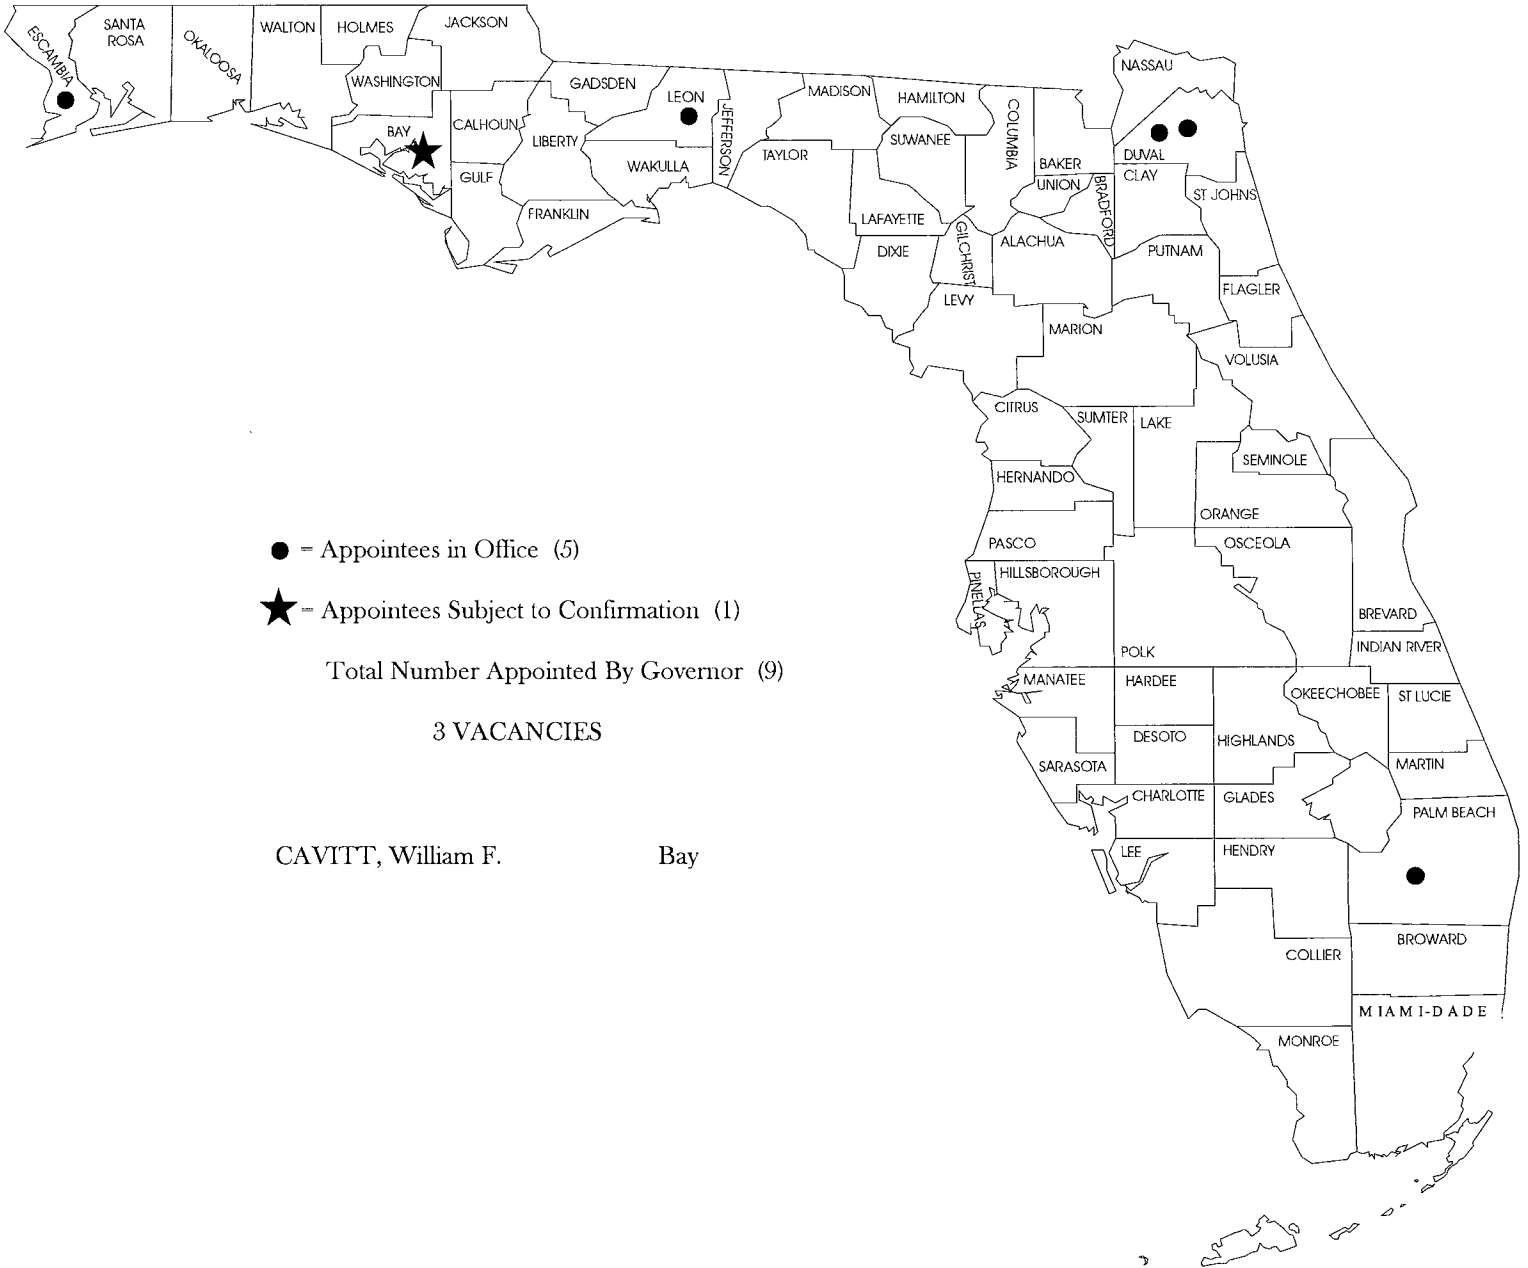 ESCAMBIA
SANTA
ROSA
OKALOOSA
WALTON
HOLMES
JACKSON
WASHINGTON
BAY
CALHOUN
GULF
GADSDEN
LIBERTY
FRANKLIN
LEON
WAKULLA
JEFFERSON
MADISON
TAYLOR
HAMILTON
SUWANEE
LAFAYETTE
DIXIE
COLUMBIA
GILCHRIST
LEVY
BAKER
UNION
BRADFORD
ALACHUA
NASSAU
DUVAL
CLAY
ST JOHNS
PUTNAM
FLAGLER
MARION
VOLUSIA
CITRUS
SUMTER
LAKE
SEMINOLE
HERNANDO
ORANGE
PASCO
OSCEOLA
HILLSBOROUGH
PINELLAS
POLK
BREVARD
INDIAN RIVER
MANATEE
HARDEE
OKEECHOBEE
ST LUCIE
DESOTO
HIGHLANDS
SARASOTA
MARTIN
CHARLOTTE
GLADES
PALM BEACH
LEE
HENDRY
BROWARD
COLLIER
MIAMI-DADE
MONROE
= Appointees in Office (5)
= Appointees Subject to Confirmation (1)
Total Number Appointed By Governor (9)
3 VACANCIES
CAVITT, William F. Bay